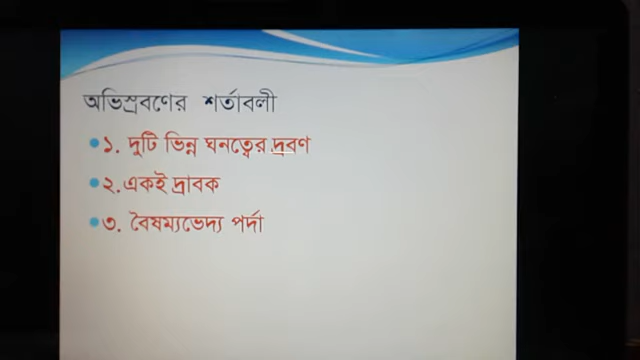 অভিস্রবণের শর্তাবলী
১. দুটি ভিন্ন ঘনত্বের দ্রবণ
২.একই দ্রাবক
৩. বৈষম্যভেদ্য পর্দা